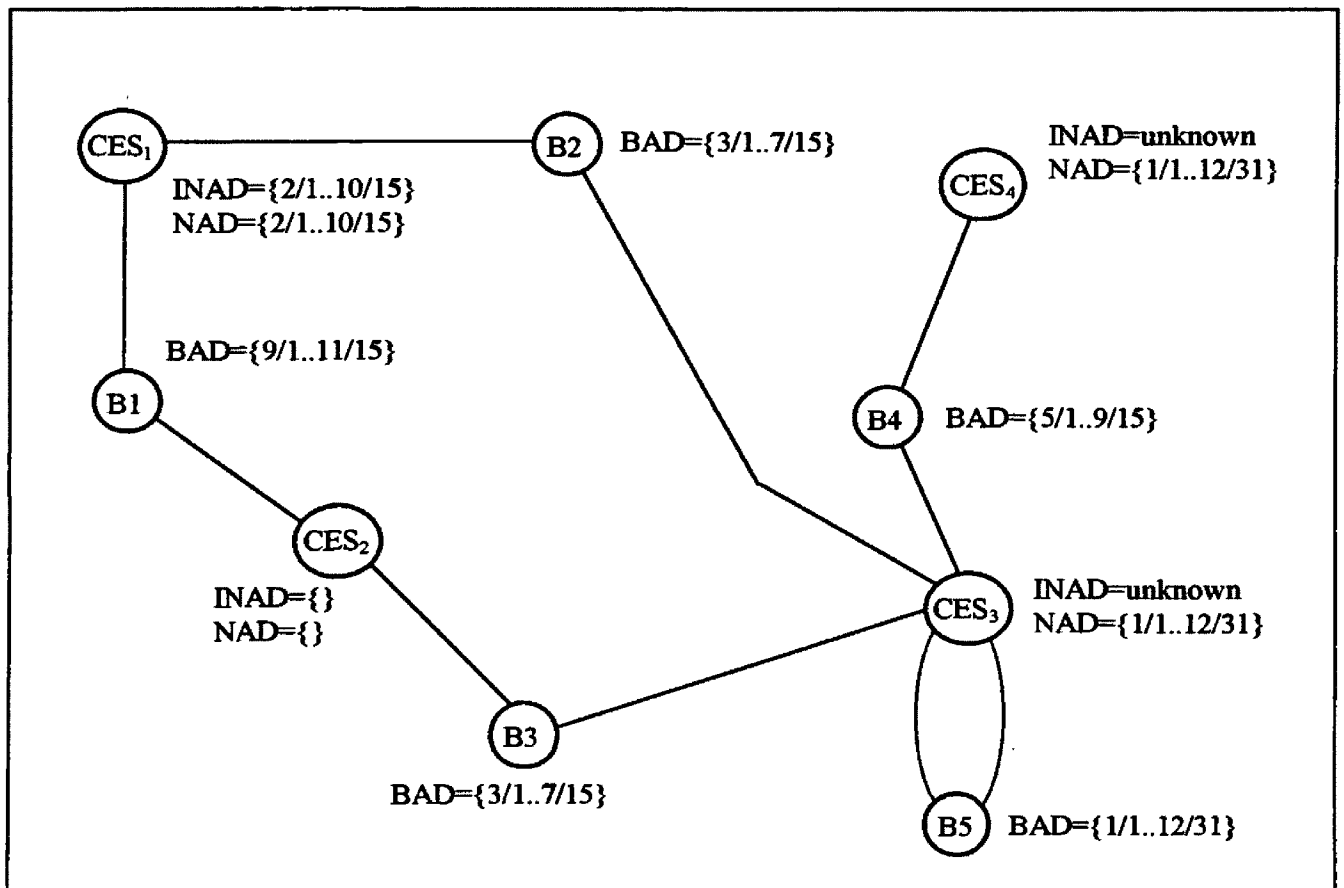 CES₁
B2
BAD={3/1..7/15}
INAD=unknown
NAD={1/1..12/31}
CES₄
INAD={2/1..10/15}
NAD={2/1..10/15}
BAD={9/1..11/15}
B1
B4
BAD={5/1..9/15}
CES₂
INAD={}
NAD={}
CES₃
INAD=unknown
NAD={1/1..12/31}
B3
BAD={3/1..7/15}
B5
BAD={1/1..12/31}